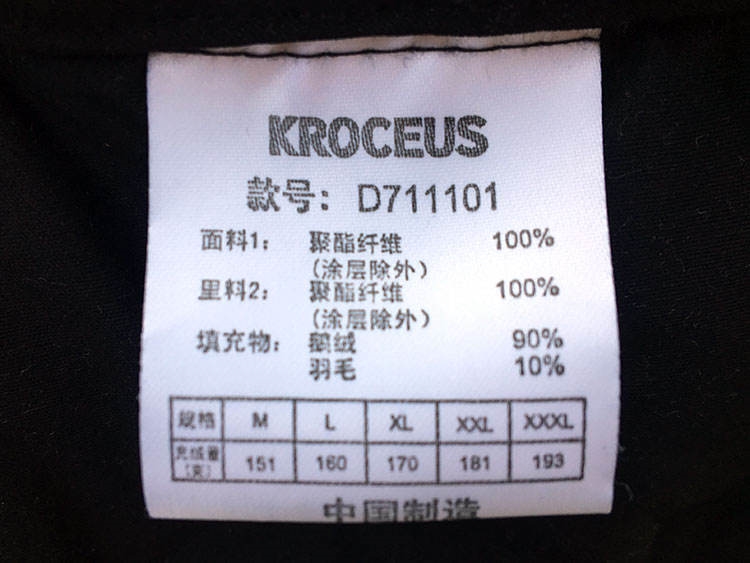 KROCEUS
款号: D711101
面料1: 聚酯纤维 100%
(涂层除外)
里料2: 聚酯纤维 100%
(涂层除外)
填充物: 鹅绒 90%
羽毛 10%
规格 M L XL XXL XXXL
充绒量(克) 151 160 170 181 193
中国制造